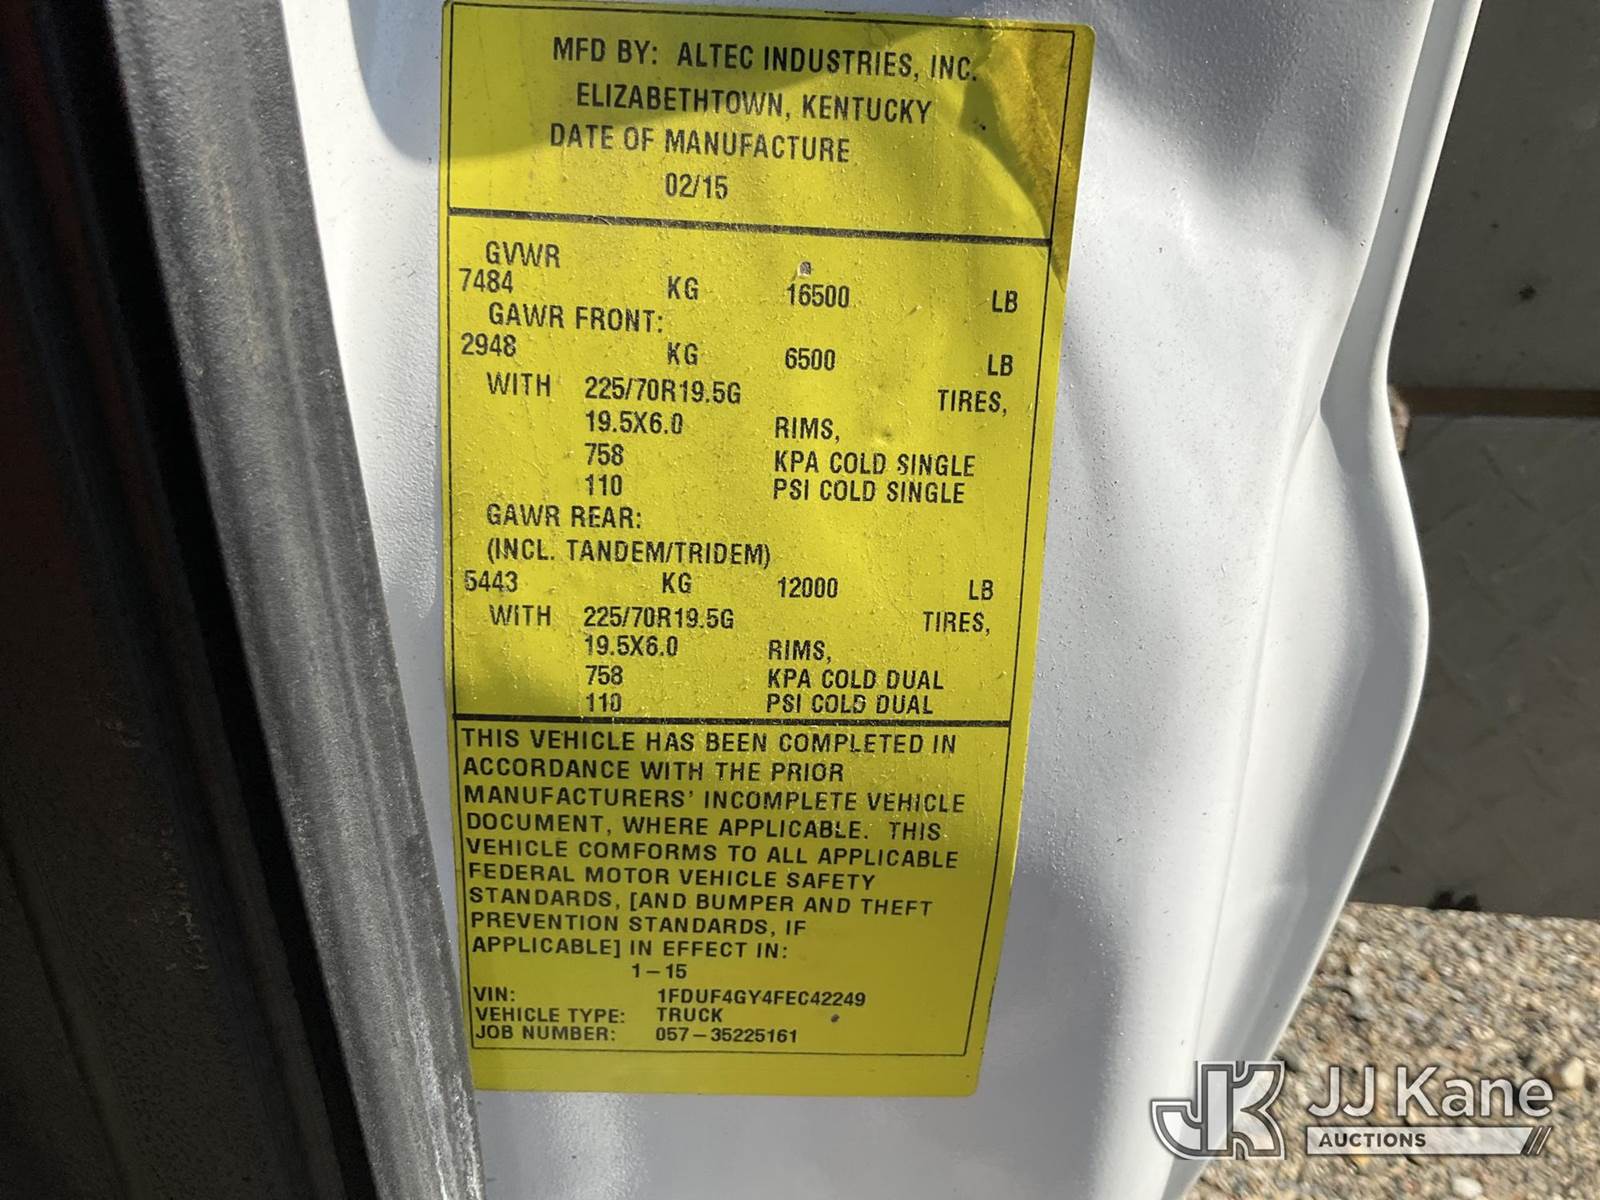 MFD BY: ALTEC INDUSTRIES, INC.
ELIZABETHTOWN, KENTUCKY
DATE OF MANUFACTURE
02/15
GVWR
7484 KG 16500 LB
GAWR FRONT:
2948 KG 6500 LB
WITH 225/70R19.5G TIRES,
19.5X6.0 RIMS,
758 KPA COLD SINGLE
110 PSI COLD SINGLE
GAWR REAR:
(INCL. TANDEM/TRIDEM)
5443 KG 12000 LB
WITH 225/70R19.5G TIRES,
19.5X6.0 RIMS,
758 KPA COLD DUAL
110 PSI COLD DUAL
THIS VEHICLE HAS BEEN COMPLETED IN
ACCORDANCE WITH THE PRIOR
MANUFACTURERS' INCOMPLETE VEHICLE
DOCUMENT, WHERE APPLICABLE. THIS
VEHICLE COMFORMS TO ALL APPLICABLE
FEDERAL MOTOR VEHICLE SAFETY
STANDARDS, [AND BUMPER AND THEFT
PREVENTION STANDARDS, IF
APPLICABLE] IN EFFECT IN:
1-15
VIN: 1FDUF4GY4FEC42249
VEHICLE TYPE: TRUCK
JOB NUMBER: 057-35225161
JK JJ Kane
AUCTIONS